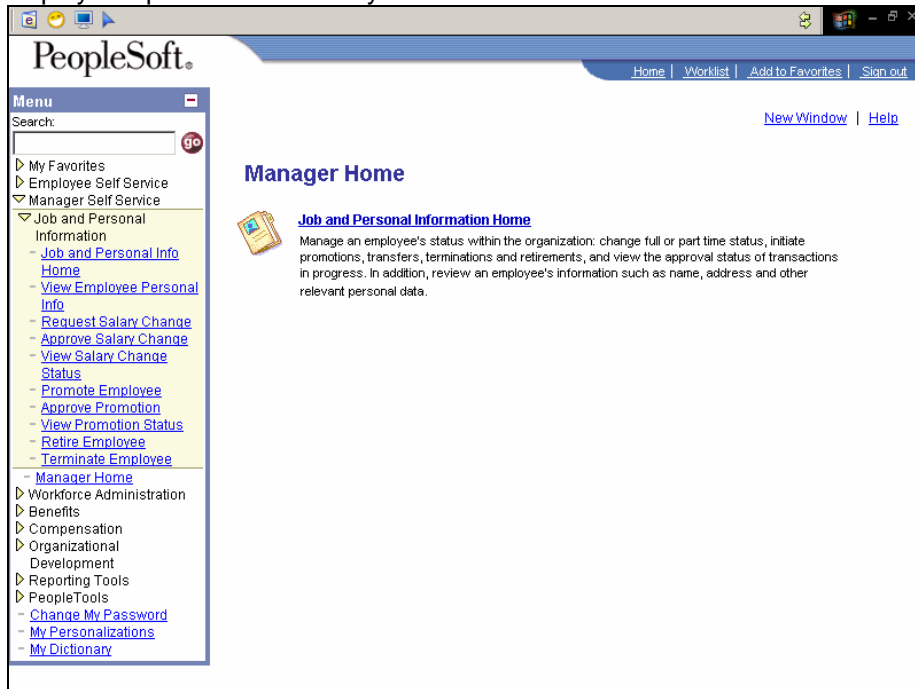 PeopleSoft®
Home | Worklist | Add to Favorites | Sign out
Menu
Search:
go
New Window | Help
My Favorites
Employee Self Service
Manager Self Service
Job and Personal
Information
- Job and Personal Info
Home
- View Employee Personal
Info
- Request Salary Change
- Approve Salary Change
- View Salary Change
Status
- Promote Employee
- Approve Promotion
- View Promotion Status
- Retire Employee
- Terminate Employee
- Manager Home
Workforce Administration
Benefits
Compensation
Organizational
Development
Reporting Tools
PeopleTools
- Change My Password
- My Personalizations
- My Dictionary
Manager Home
Job and Personal Information Home
Manage an employee's status within the organization: change full or part time status, initiate
promotions, transfers, terminations and retirements, and view the approval status of transactions
in progress. In addition, review an employee's information such as name, address and other
relevant personal data.